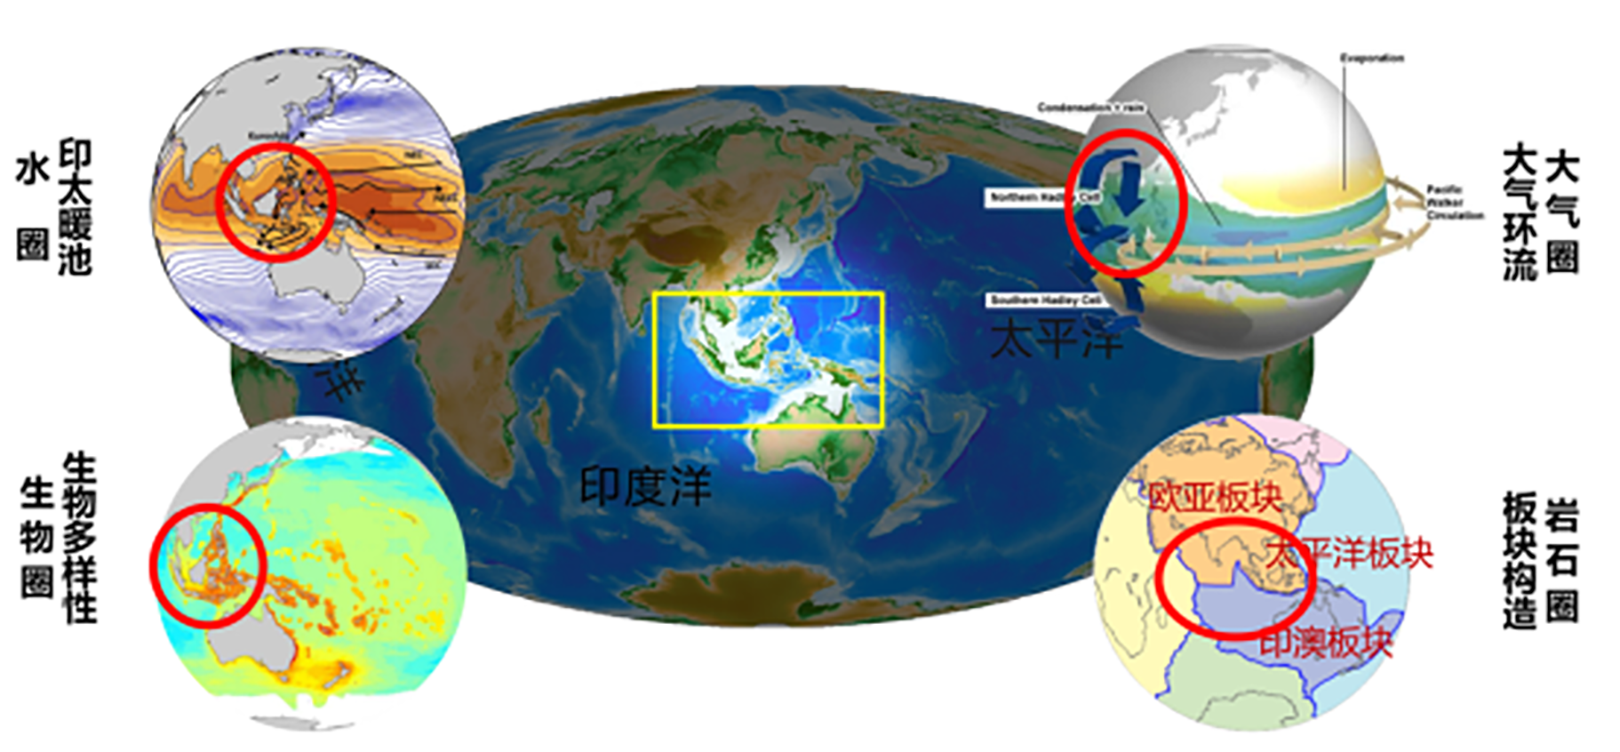 水圈
印太暖池
Kuroshio
NEC
Evaporation
Condensation + rain
Northern Hadley Cell
Pacific
Walker
Circulation
Southern Hadley Cell
大气环流
大气圈
太平洋
洋
印度洋
生物圈
生物多样性
欧亚板块
太平洋板块
印澳板块
板块构造
岩石圈